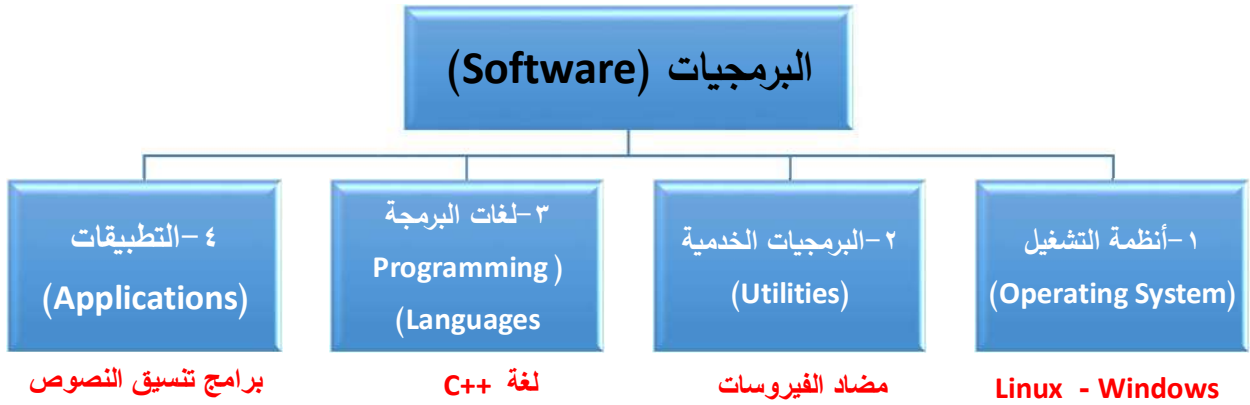 البرمجيات (Software)
١-أنظمة التشغيل
(Operating System)
٢-البرمجيات الخدمية
(Utilities)
٣-لغات البرمجة
(Programming
Languages)
٤-التطبيقات
(Applications)
Linux - Windows
مضاد الفيروسات
لغة C++
برامج تنسيق النصوص